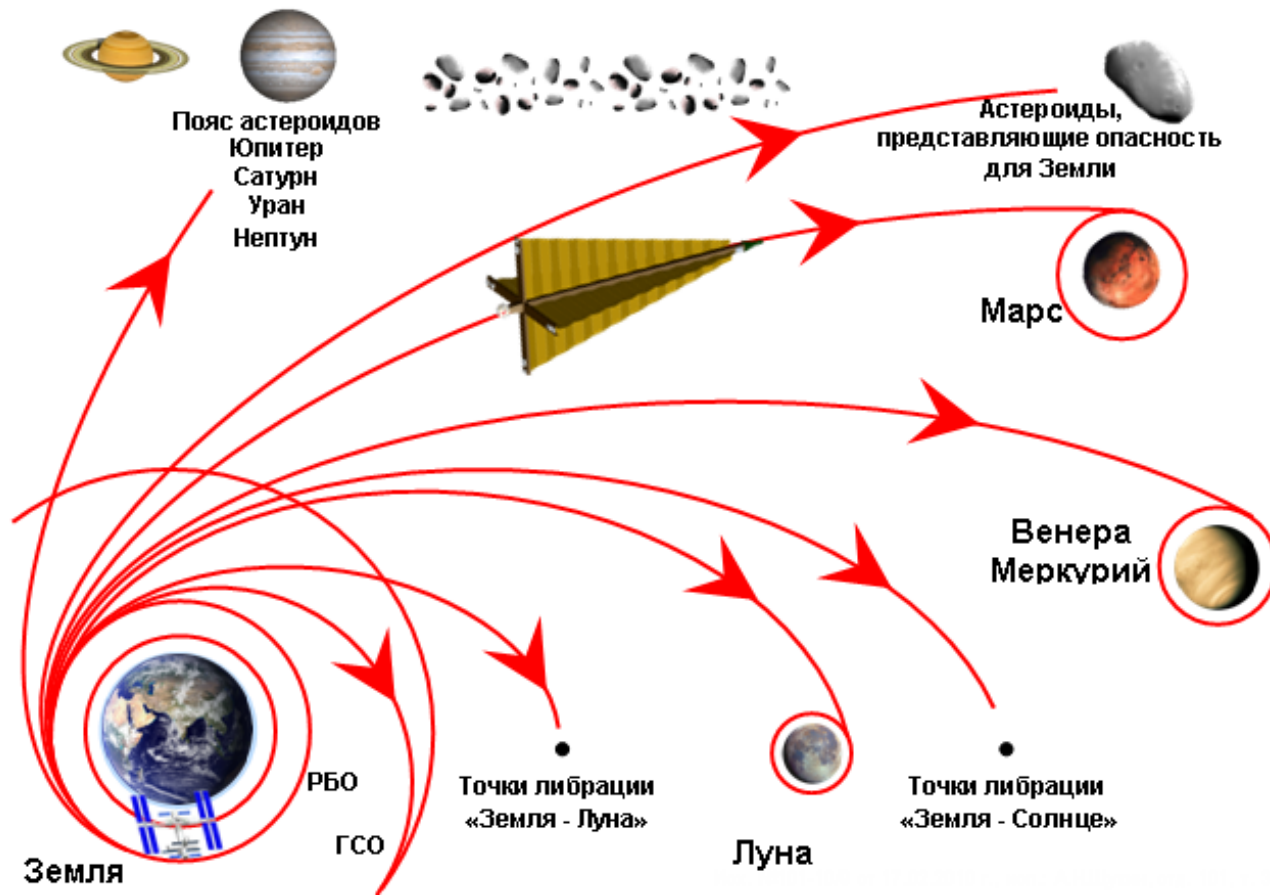 Пояс астероидов
Юпитер
Сатурн
Уран
Нептун
Астероиды,
представляющие опасность
для Земли
Марс
Венера
Меркурий
РБО
ГСО
Земля
Точки либрации
«Земля - Луна»
Луна
Точки либрации
«Земля - Солнце»